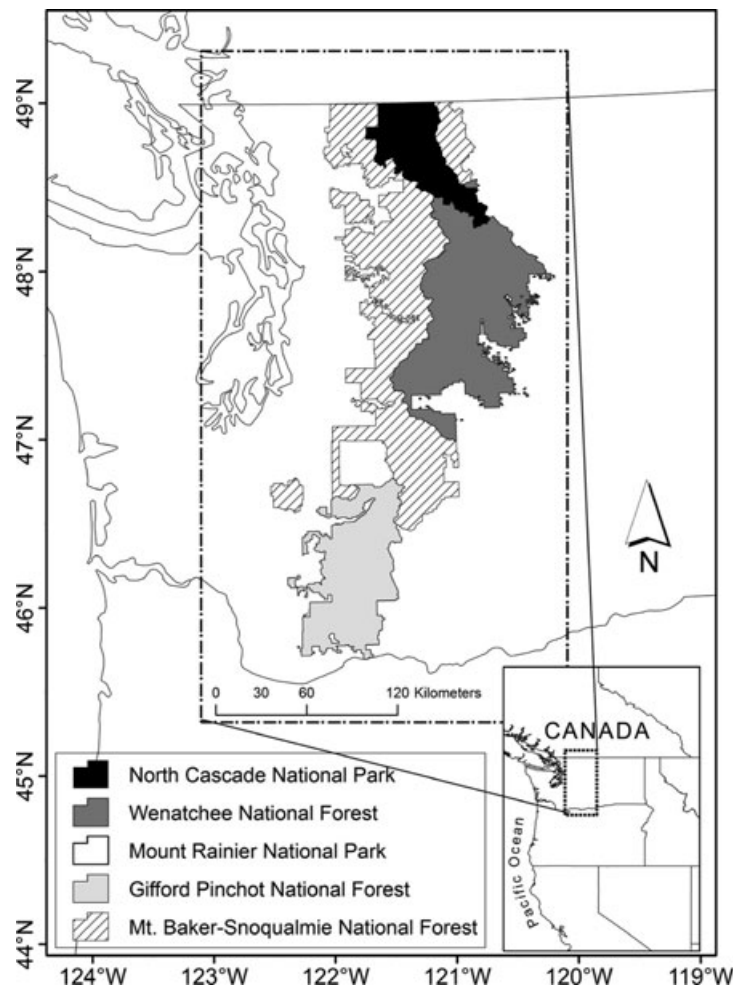 49°N
48°N
47°N
46°N
45°N
44°N
N
0 30 60 120 Kilometers
CANADA
Pacific Ocean
North Cascade National Park
Wenatchee National Forest
Mount Rainier National Park
Gifford Pinchot National Forest
Mt. Baker-Snoqualmie National Forest
124°W 123°W 122°W 121°W 120°W 119°W